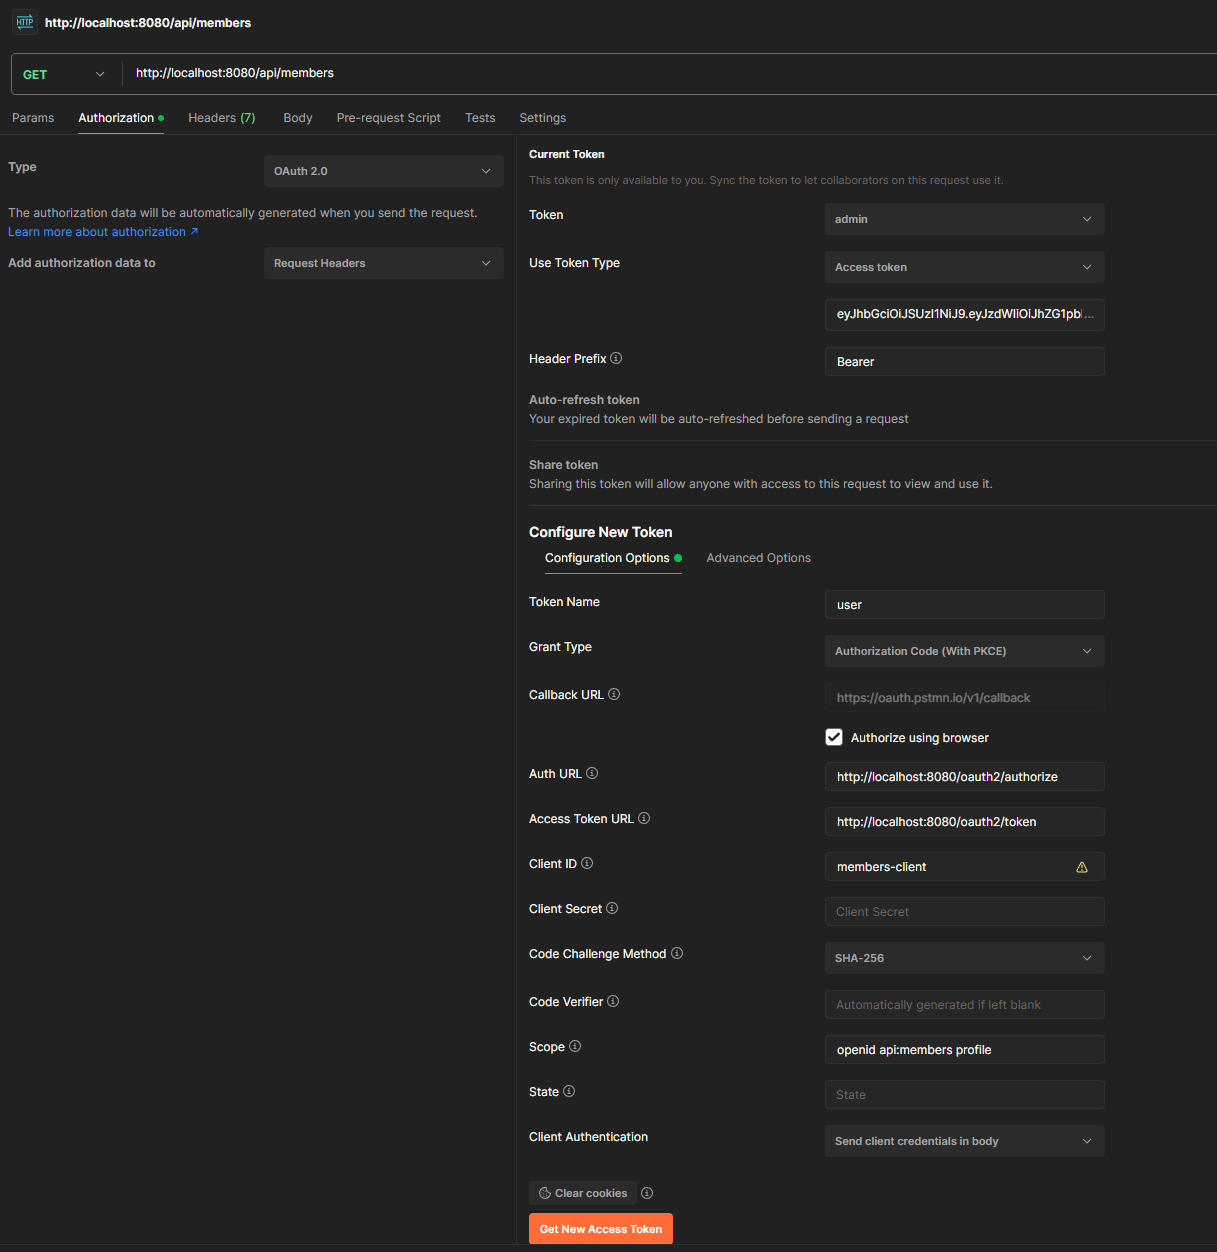 HTTP http://localhost:8080/api/members
GET http://localhost:8080/api/members
Params Authorization Headers (7) Body Pre-request Script Tests Settings
Type OAuth 2.0
The authorization data will be automatically generated when you send the request.
Learn more about authorization ↗
Add authorization data to Request Headers
Current Token
This token is only available to you. Sync the token to let collaborators on this request use it.
Token admin
Use Token Type Access token
eyJhbGciOiJSUzI1NiJ9.eyJzdWIiOiJhZG1pbi...
Header Prefix Bearer
Auto-refresh token
Your expired token will be auto-refreshed before sending a request
Share token
Sharing this token will allow anyone with access to this request to view and use it.
Configure New Token
Configuration Options Advanced Options
Token Name user
Grant Type Authorization Code (With PKCE)
Callback URL https://oauth.pstmn.io/v1/callback
Authorize using browser
Auth URL http://localhost:8080/oauth2/authorize
Access Token URL http://localhost:8080/oauth2/token
Client ID members-client
Client Secret Client Secret
Code Challenge Method SHA-256
Code Verifier Automatically generated if left blank
Scope openid api:members profile
State State
Client Authentication Send client credentials in body
Clear cookies
Get New Access Token